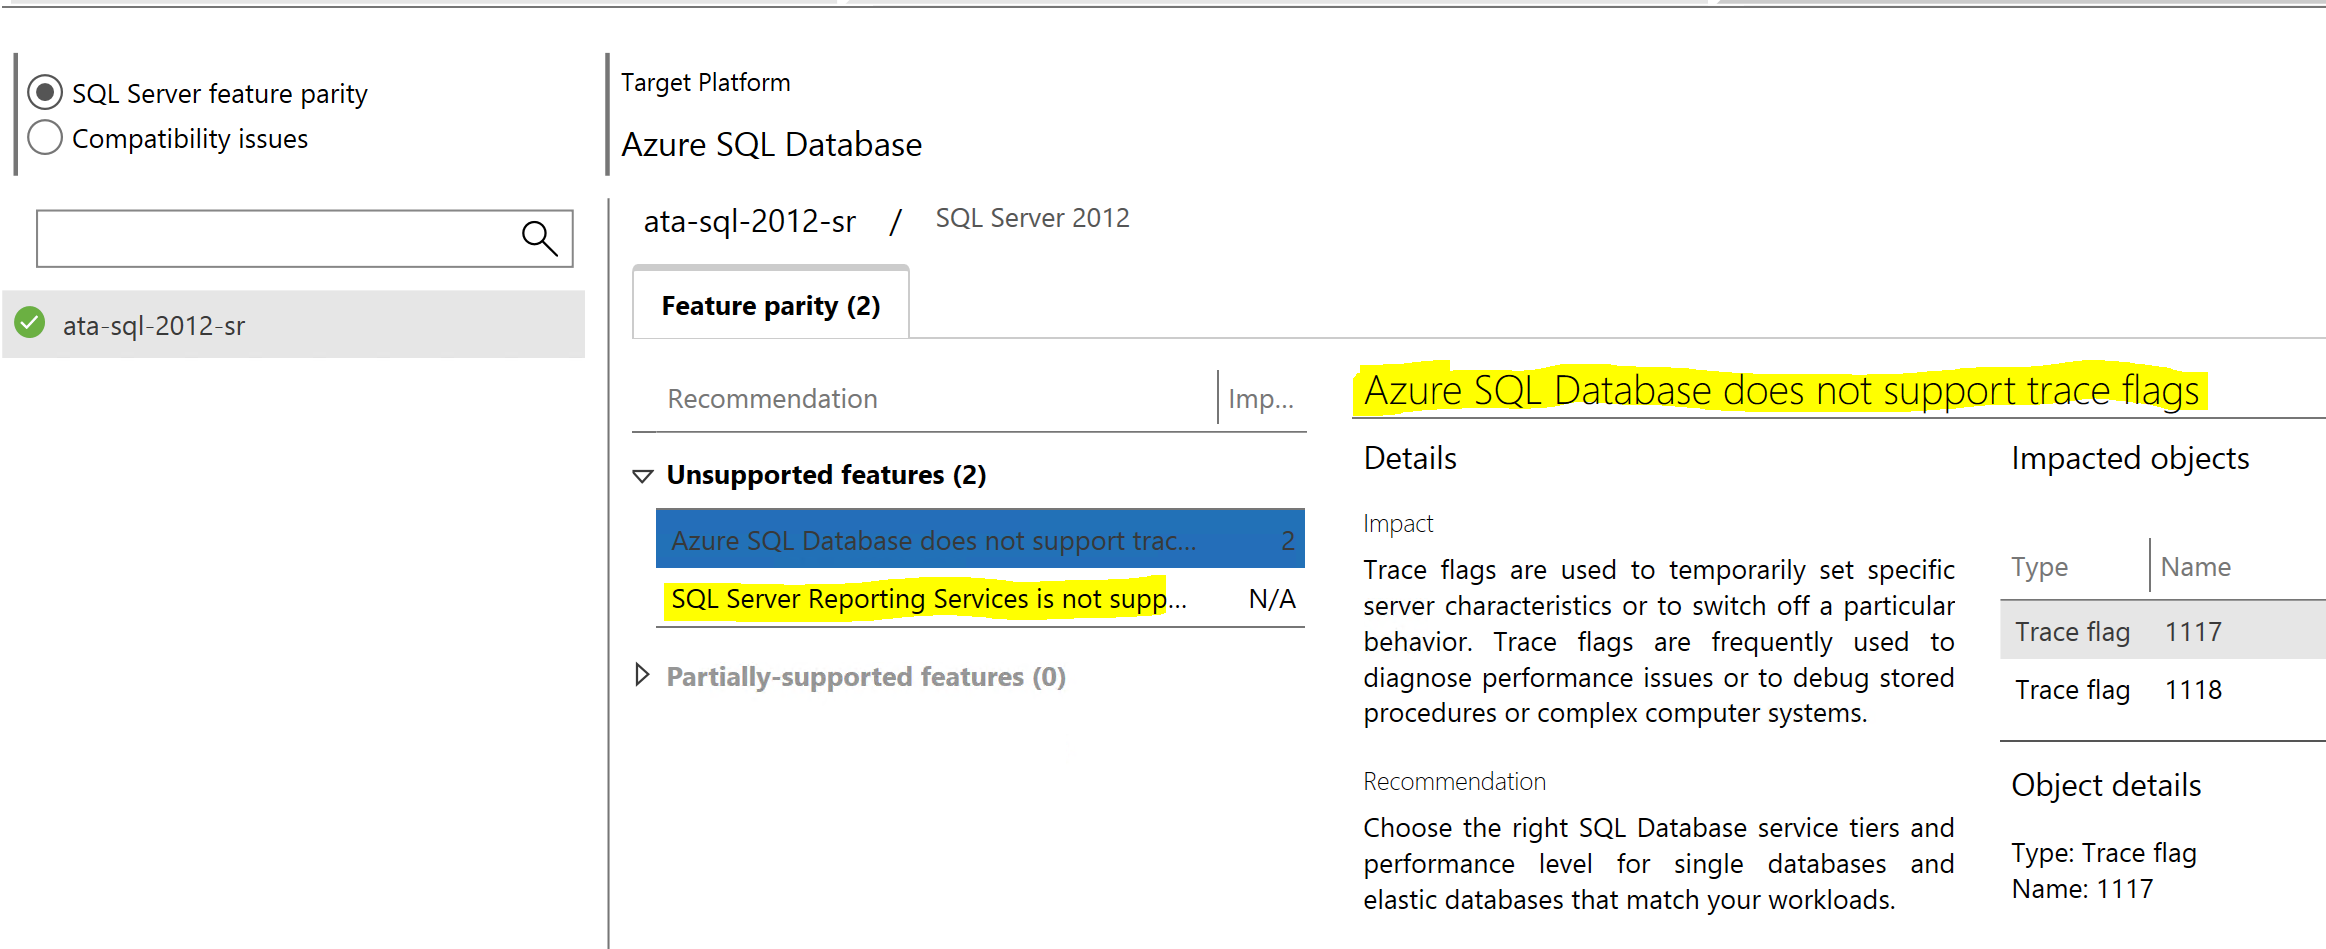 SQL Server feature parity
Compatibility issues
ata-sql-2012-sr
Target Platform
Azure SQL Database
ata-sql-2012-sr / SQL Server 2012
Feature parity (2)
Recommendation Imp...
Unsupported features (2)
Azure SQL Database does not support trac... 2
SQL Server Reporting Services is not supp... N/A
Partially-supported features (0)
Azure SQL Database does not support trace flags
Details
Impact
Trace flags are used to temporarily set specific
server characteristics or to switch off a particular
behavior. Trace flags are frequently used to
diagnose performance issues or to debug stored
procedures or complex computer systems.
Recommendation
Choose the right SQL Database service tiers and
performance level for single databases and
elastic databases that match your workloads.
Impacted objects
Type Name
Trace flag 1117
Trace flag 1118
Object details
Type: Trace flag
Name: 1117